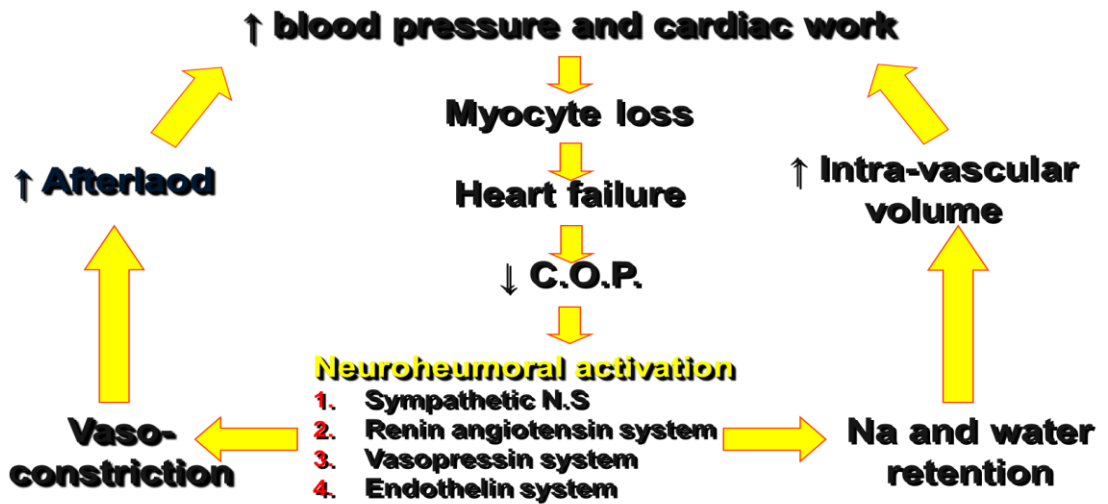 ↑ blood pressure and cardiac work
Myocyte loss
↑ Afterlaod
Heart failure
↑ Intra-vascular
volume
↓ C.O.P.
Neuroheumoral activation
1. Sympathetic N.S
2. Renin angiotensin system
3. Vasopressin system
4. Endothelin system
Vaso-
constriction
Na and water
retention